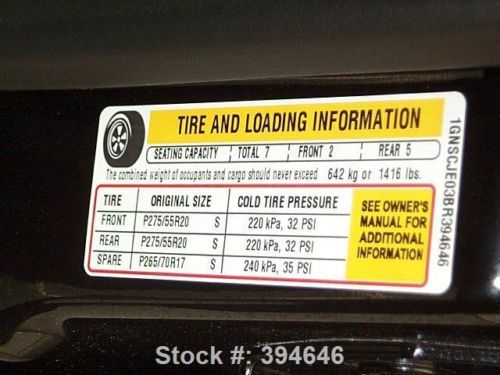 TIRE AND LOADING INFORMATION
SEATING CAPACITY TOTAL 7 FRONT 2 REAR 5
The combined weight of occupants and cargo should never exceed 642 kg or 1416 lbs.
TIRE ORIGINAL SIZE COLD TIRE PRESSURE
FRONT P275/55R20 S 220 kPa, 32 PSI
REAR P275/55R20 S 220 kPa, 32 PSI
SPARE P265/70R17 S 240 kPa, 35 PSI
SEE OWNER'S
MANUAL FOR
ADDITIONAL
INFORMATION
1GNSCJE03BR394646
Stock #: 394646